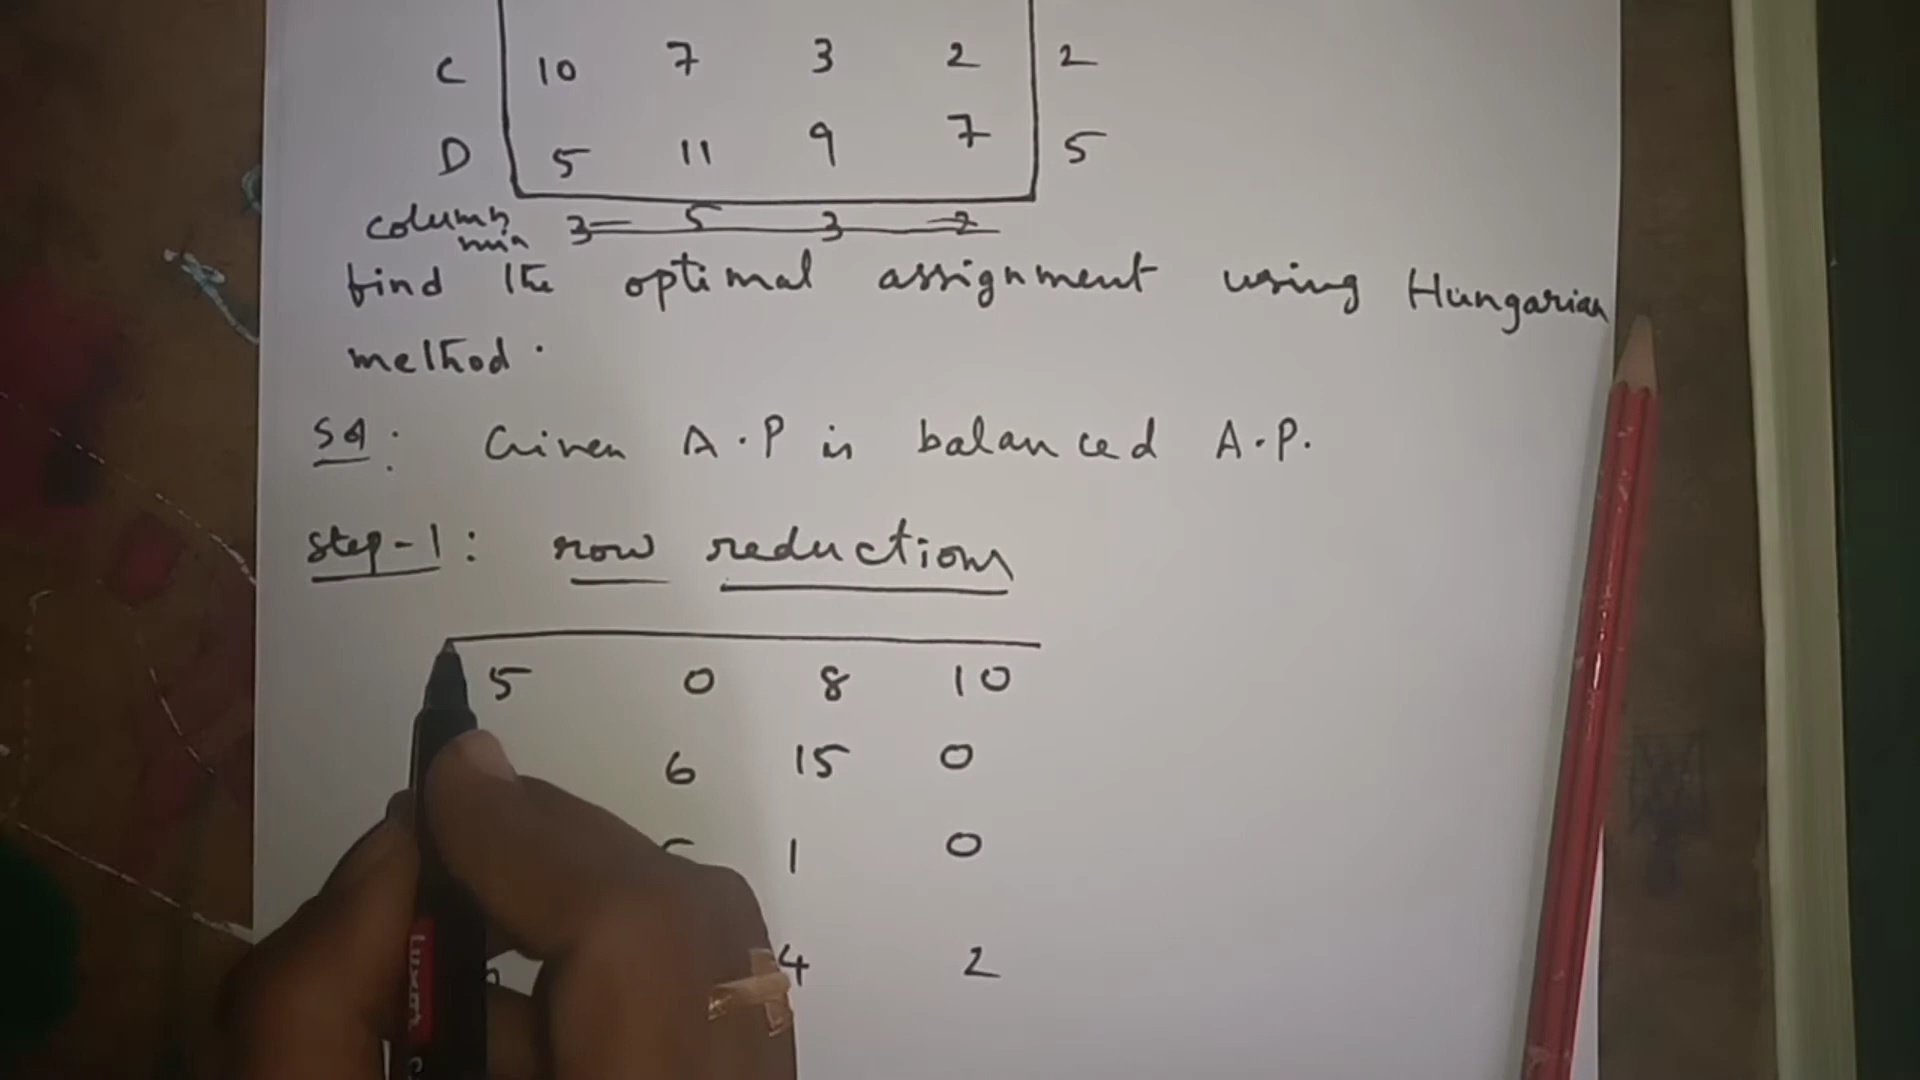 C 10 7 3 2 2
D 5 11 9 7 5
column min 3 5 3 2
find the optimal assignment using Hungarian
method.
Sol: Given A.P is balanced A.P.
Step-1: row reductions
5 0 8 10
6 15 0
1 0
4 2
Luxor